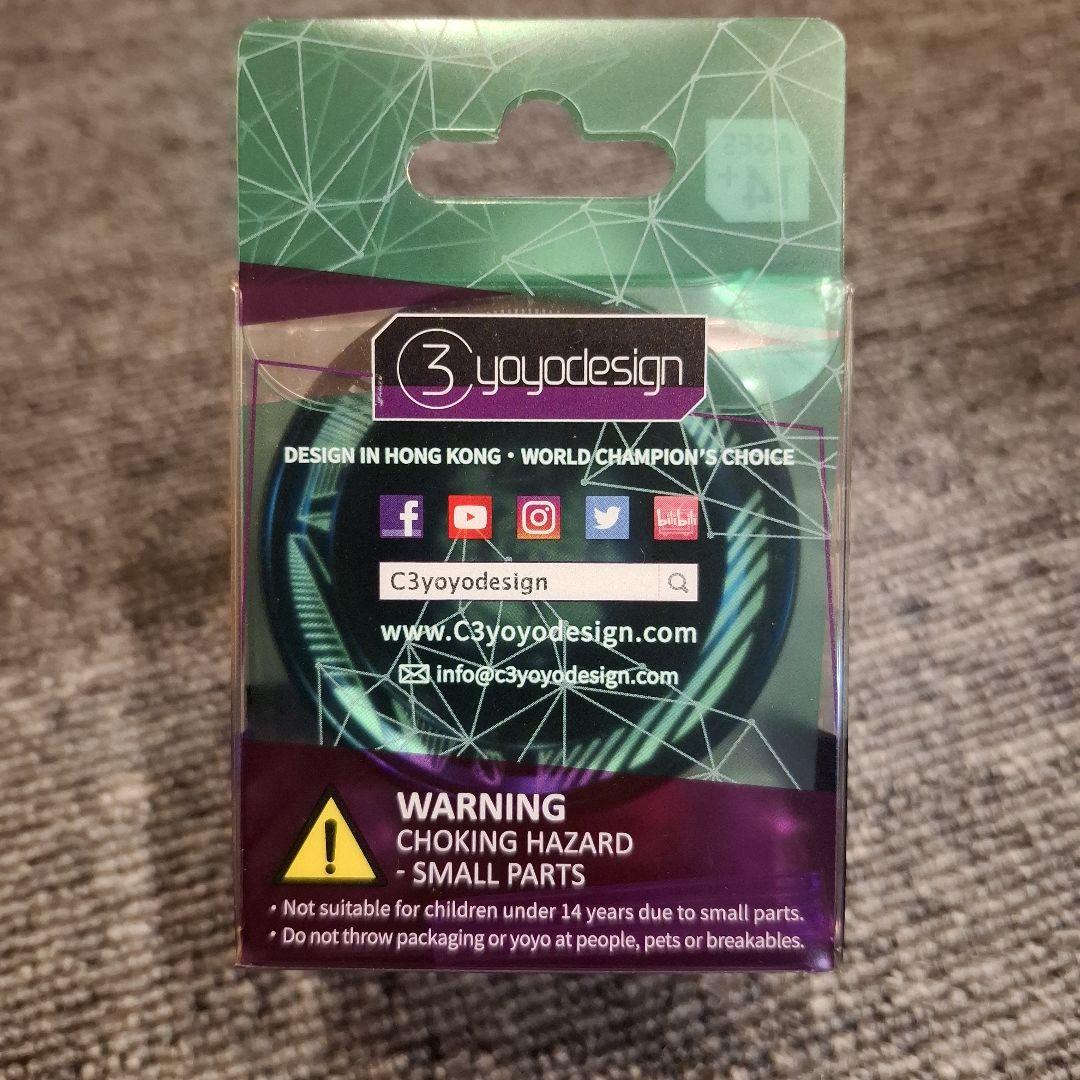 AGES
14+
C3yoyodesign
DESIGN IN HONG KONG • WORLD CHAMPION'S CHOICE
f
bilibili
C3yoyodesign
www.C3yoyodesign.com
info@c3yoyodesign.com
! WARNING
CHOKING HAZARD
- SMALL PARTS
• Not suitable for children under 14 years due to small parts.
• Do not throw packaging or yoyo at people, pets or breakables.